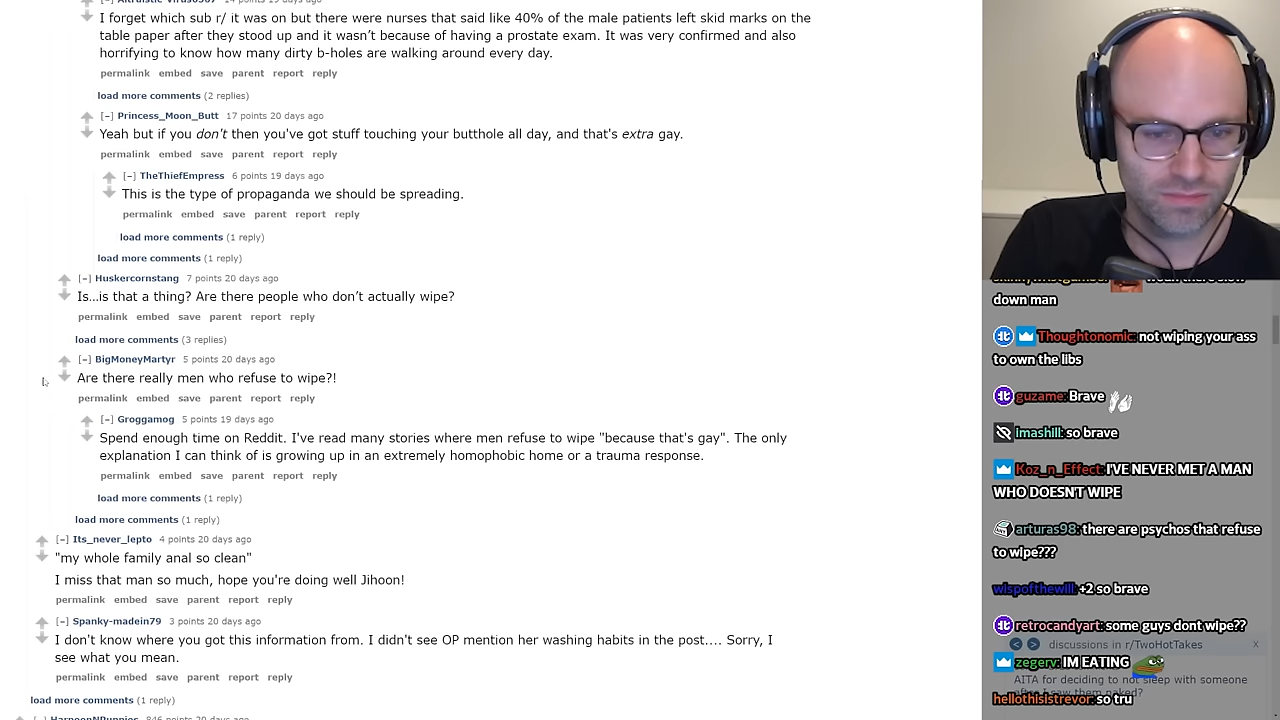 I forget which sub r/ it was on but there were nurses that said like 40% of the male patients left skid marks on the
table paper after they stood up and it wasn’t because of having a prostate exam. It was very confirmed and also
horrifying to know how many dirty b-holes are walking around every day.
permalink embed save parent report reply
load more comments (2 replies)
[–] Princess_Moon_Butt 17 points 20 days ago
Yeah but if you don't then you've got stuff touching your butthole all day, and that's extra gay.
permalink embed save parent report reply
[–] TheThiefEmpress 6 points 19 days ago
This is the type of propaganda we should be spreading.
permalink embed save parent report reply
load more comments (1 reply)
load more comments (1 reply)
[–] Huskercornstang 7 points 20 days ago
Is…is that a thing? Are there people who don’t actually wipe?
permalink embed save parent report reply
load more comments (3 replies)
[–] BigMoneyMartyr 5 points 20 days ago
Are there really men who refuse to wipe?!
permalink embed save parent report reply
[–] Groggamog 5 points 19 days ago
Spend enough time on Reddit. I've read many stories where men refuse to wipe "because that's gay". The only
explanation I can think of is growing up in an extremely homophobic home or a trauma response.
permalink embed save parent report reply
load more comments (1 reply)
load more comments (1 reply)
[–] Its_never_lepto 4 points 20 days ago
"my whole family anal so clean"
I miss that man so much, hope you're doing well Jihoon!
permalink embed save parent report reply
[–] Spanky-madein79 3 points 20 days ago
I don't know where you got this information from. I didn't see OP mention her washing habits in the post.... Sorry, I
see what you mean.
permalink embed save parent report reply
load more comments (1 reply)
[–] HarpoonNPuppies 846 points 20 days ago
down man
Thoughtonomic: not wiping your ass
to own the libs
guzame: Brave
imashill: so brave
Koz_n_Effect: I'VE NEVER MET A MAN
WHO DOESN'T WIPE
arturas98: there are psychos that refuse
to wipe???
wispofthewill: +2 so brave
retrocandyart: some guys dont wipe??
discussions in r/TwoHotTakes X
zegerv: IM EATING
AITA for deciding to not sleep with someone
after I saw them naked?
hellothisistrevor: so tru